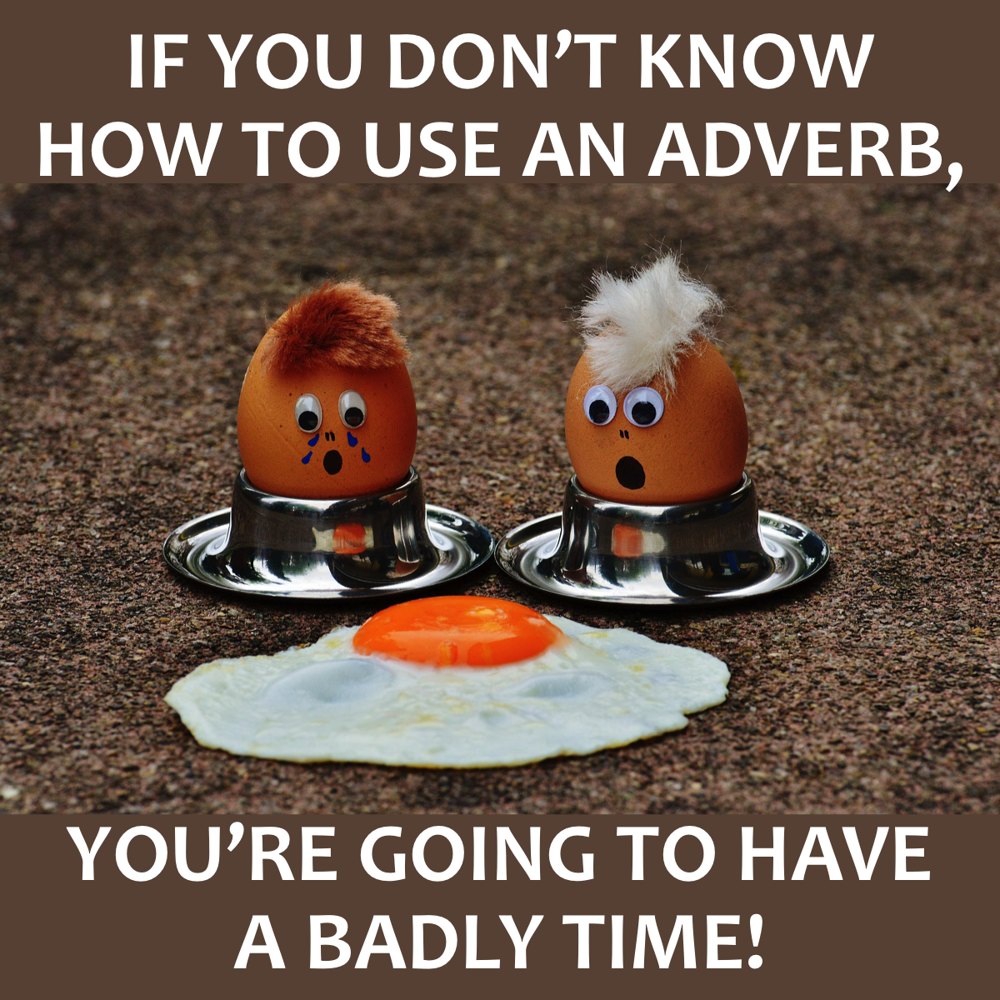 IF YOU DON’T KNOW
HOW TO USE AN ADVERB,
YOU’RE GOING TO HAVE
A BADLY TIME!